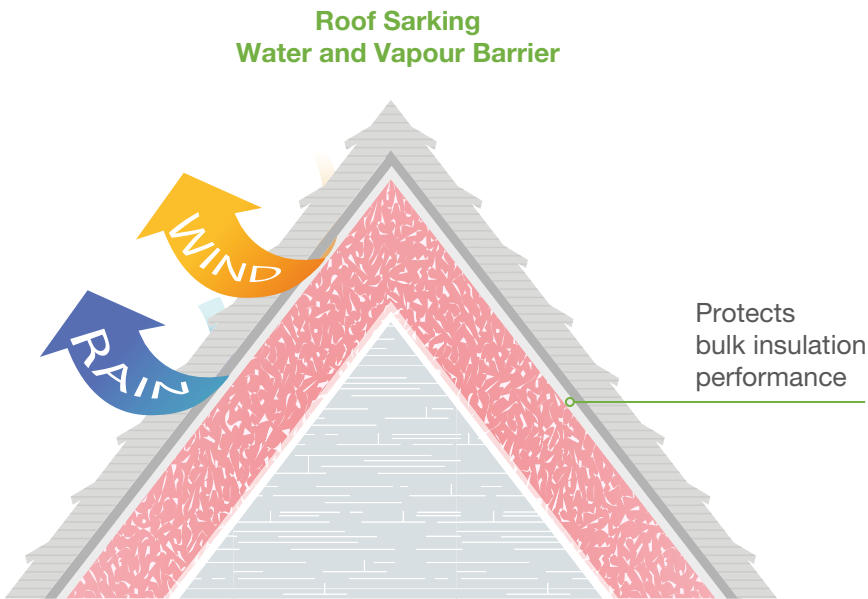 Roof Sarking
Water and Vapour Barrier
WIND
RAIN
Protects
bulk insulation
performance